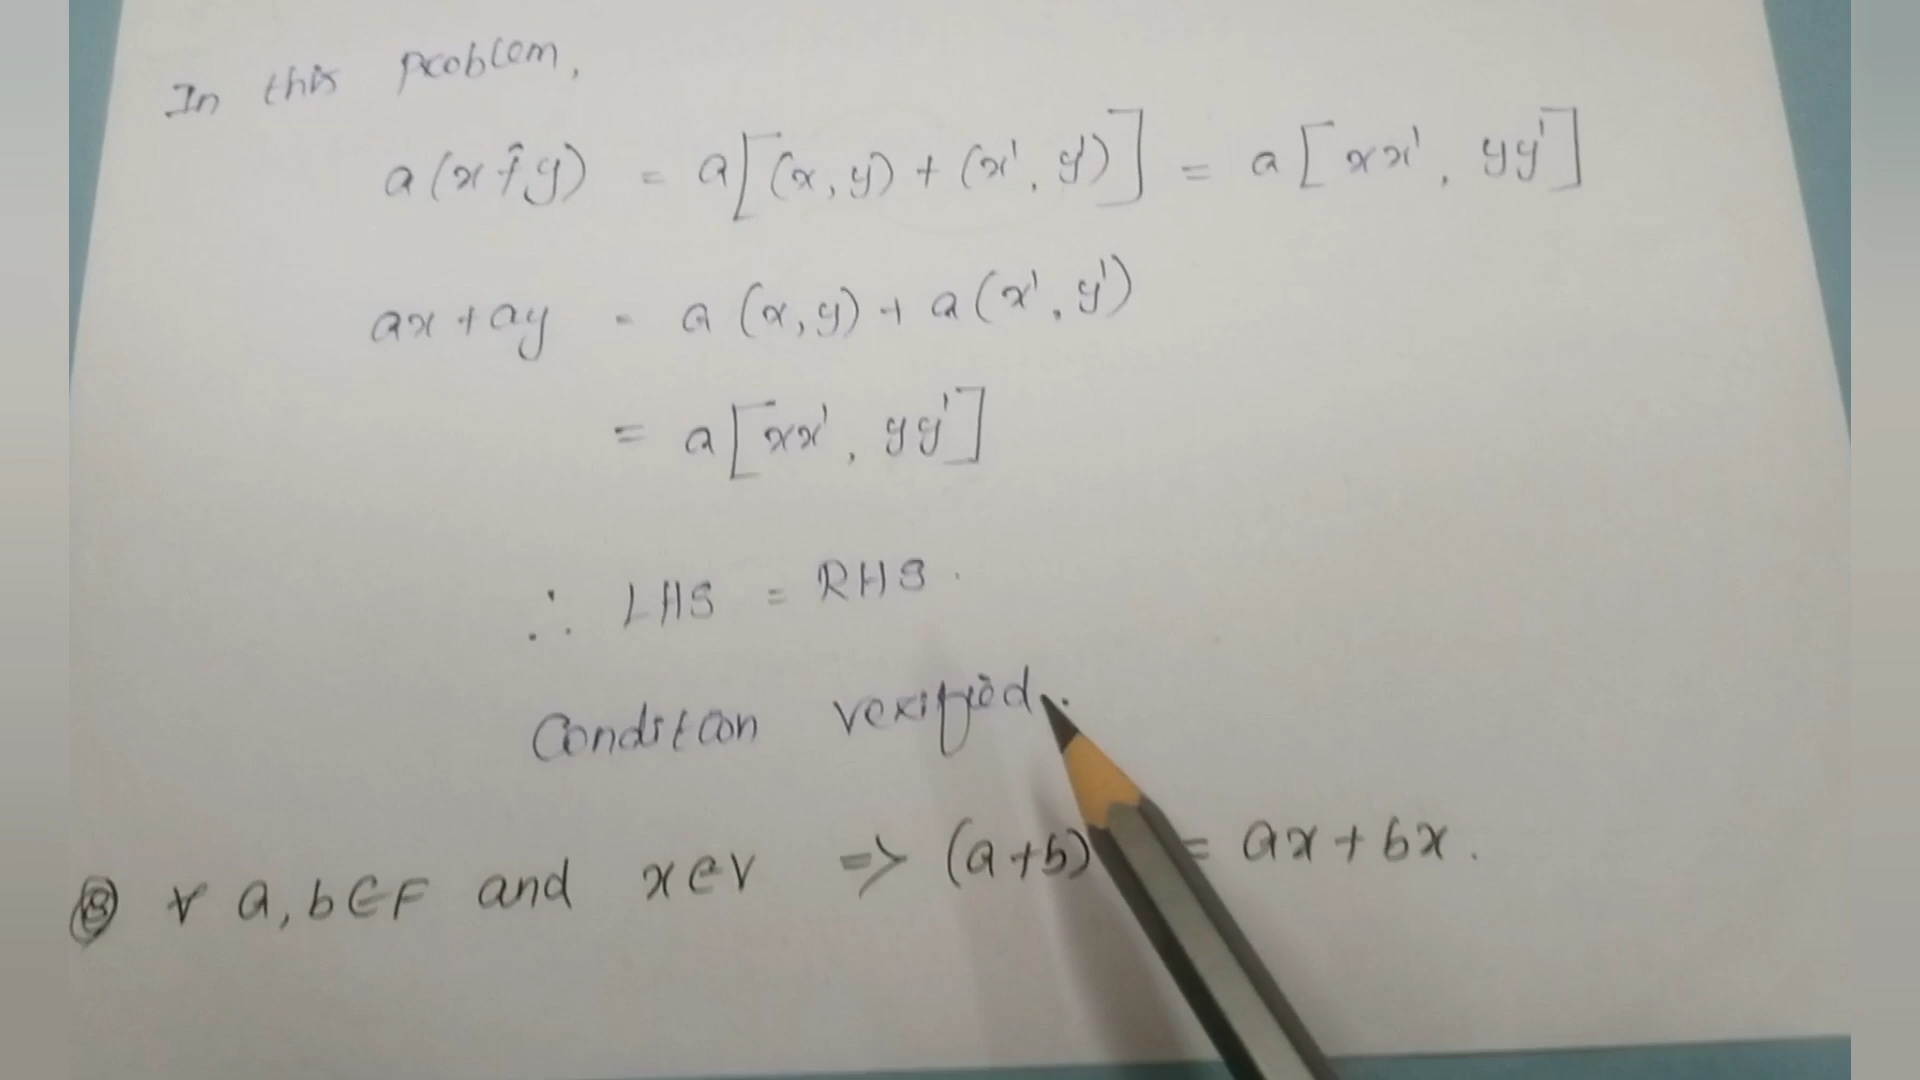 In this problem,
a(x+y) = a[(x,y) + (x', y')] = a[xx', yy']
ax + ay = a(x,y) + a(x', y')
= a[xx', yy']
∴ LHS = RHS.
Condition verified.
⑧ ∀ a, b∈F and x∈V => (a+b) = ax + bx.